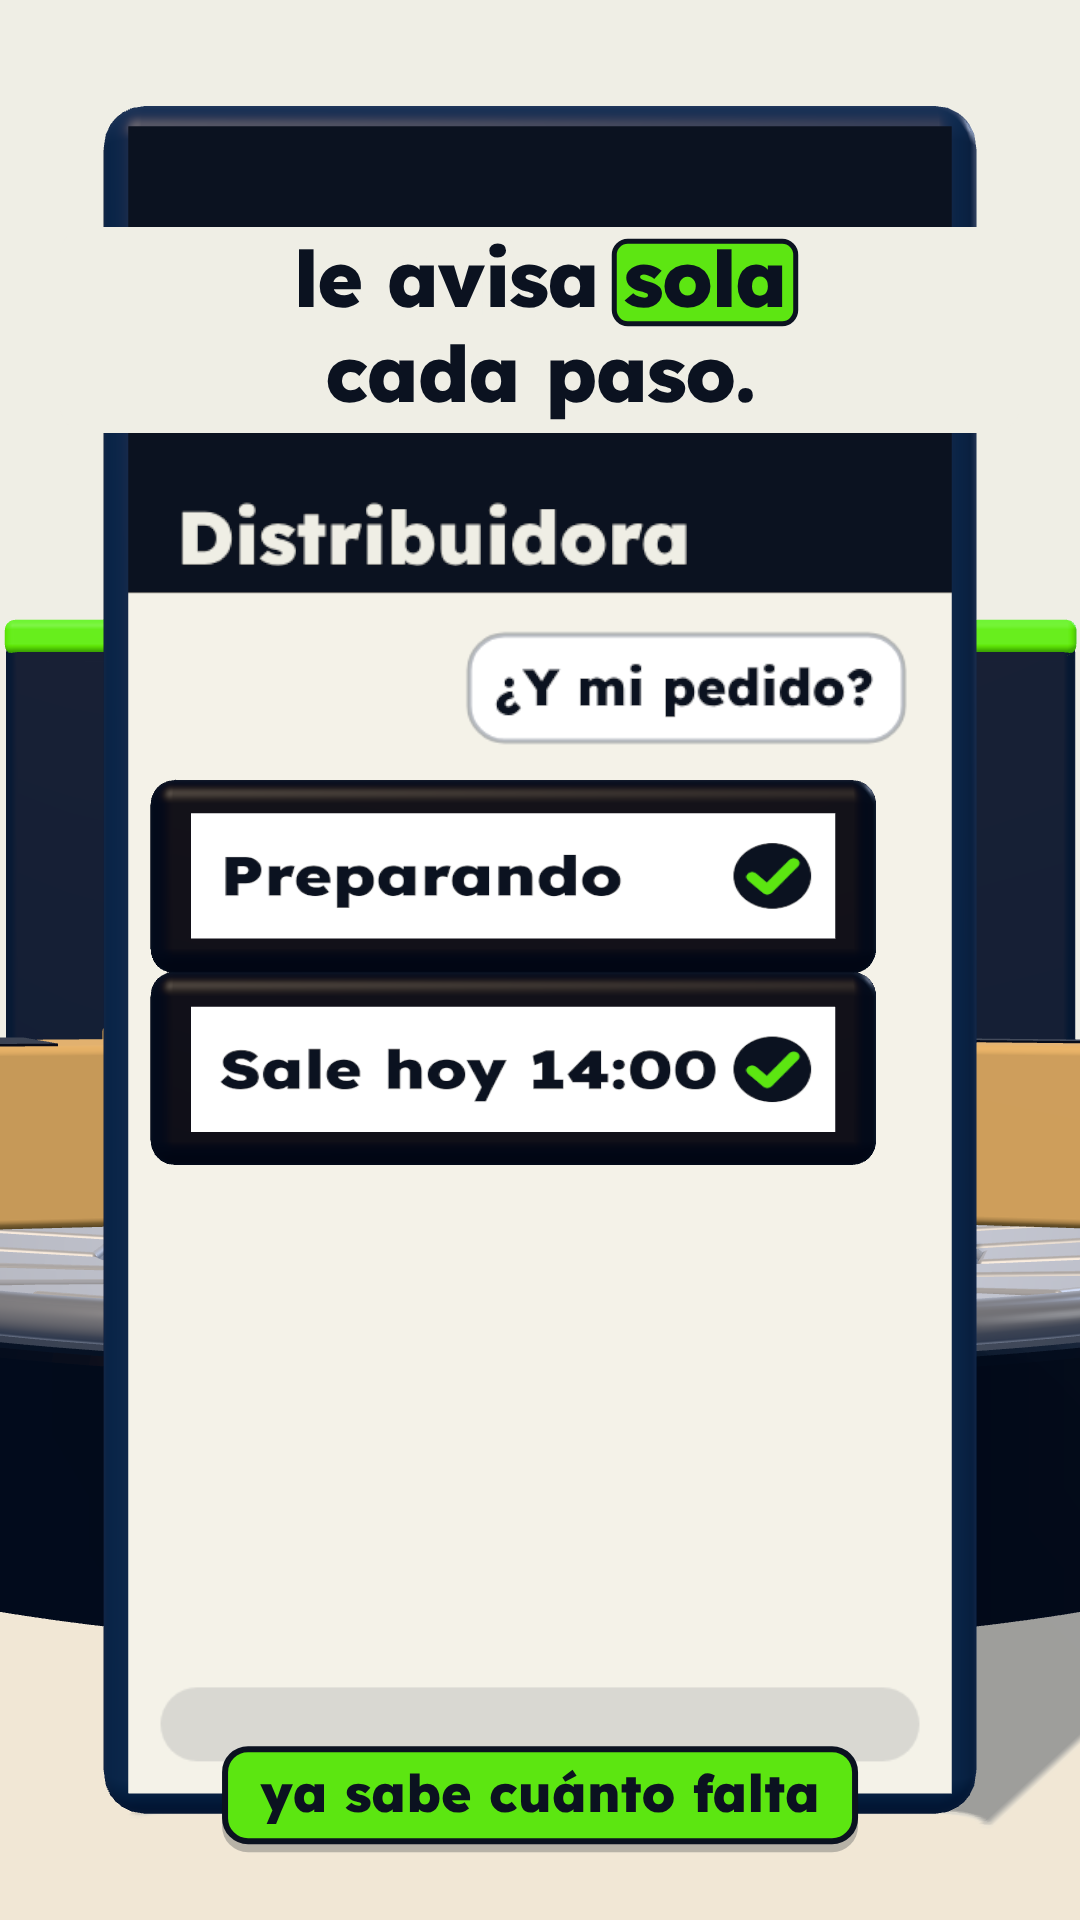 le avisa sola
cada paso.
Distribuidora
¿Y mi pedido?
Preparando
Sale hoy 14:00
ya sabe cuánto falta